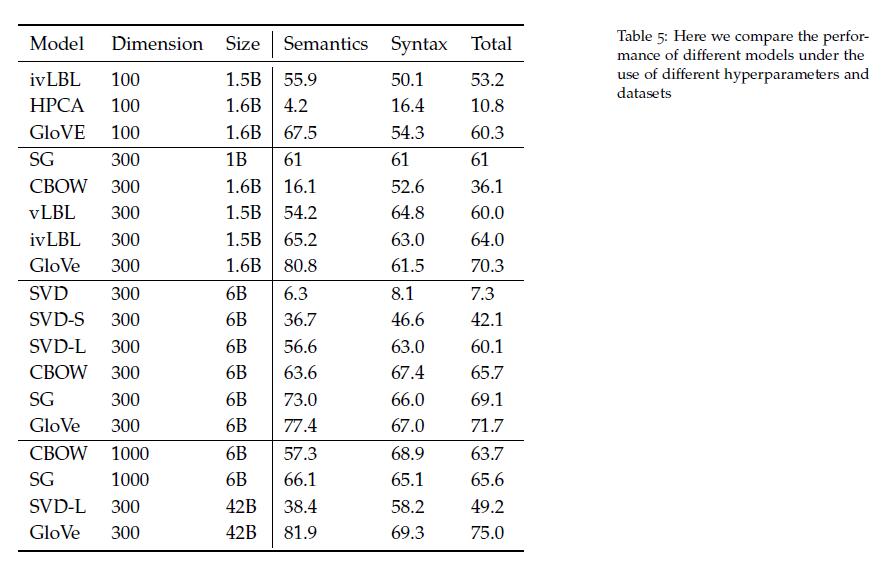 Model Dimension Size Semantics Syntax Total
ivLBL 100 1.5B 55.9 50.1 53.2
HPCA 100 1.6B 4.2 16.4 10.8
GloVE 100 1.6B 67.5 54.3 60.3
SG 300 1B 61 61 61
CBOW 300 1.6B 16.1 52.6 36.1
vLBL 300 1.5B 54.2 64.8 60.0
ivLBL 300 1.5B 65.2 63.0 64.0
GloVe 300 1.6B 80.8 61.5 70.3
SVD 300 6B 6.3 8.1 7.3
SVD-S 300 6B 36.7 46.6 42.1
SVD-L 300 6B 56.6 63.0 60.1
CBOW 300 6B 63.6 67.4 65.7
SG 300 6B 73.0 66.0 69.1
GloVe 300 6B 77.4 67.0 71.7
CBOW 1000 6B 57.3 68.9 63.7
SG 1000 6B 66.1 65.1 65.6
SVD-L 300 42B 38.4 58.2 49.2
GloVe 300 42B 81.9 69.3 75.0
Table 5: Here we compare the perfor-
mance of different models under the
use of different hyperparameters and
datasets